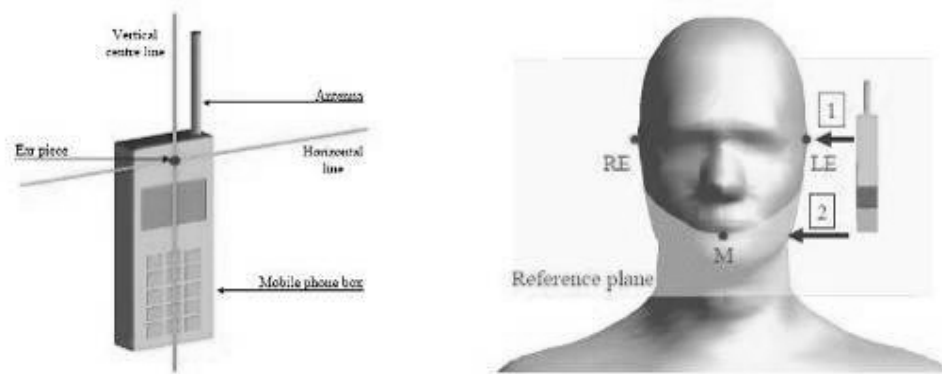 Vertical
centre line
Antenna
Ear piece
Horizontal
line
Mobile phone box
1
RE
LE
2
M
Reference plane